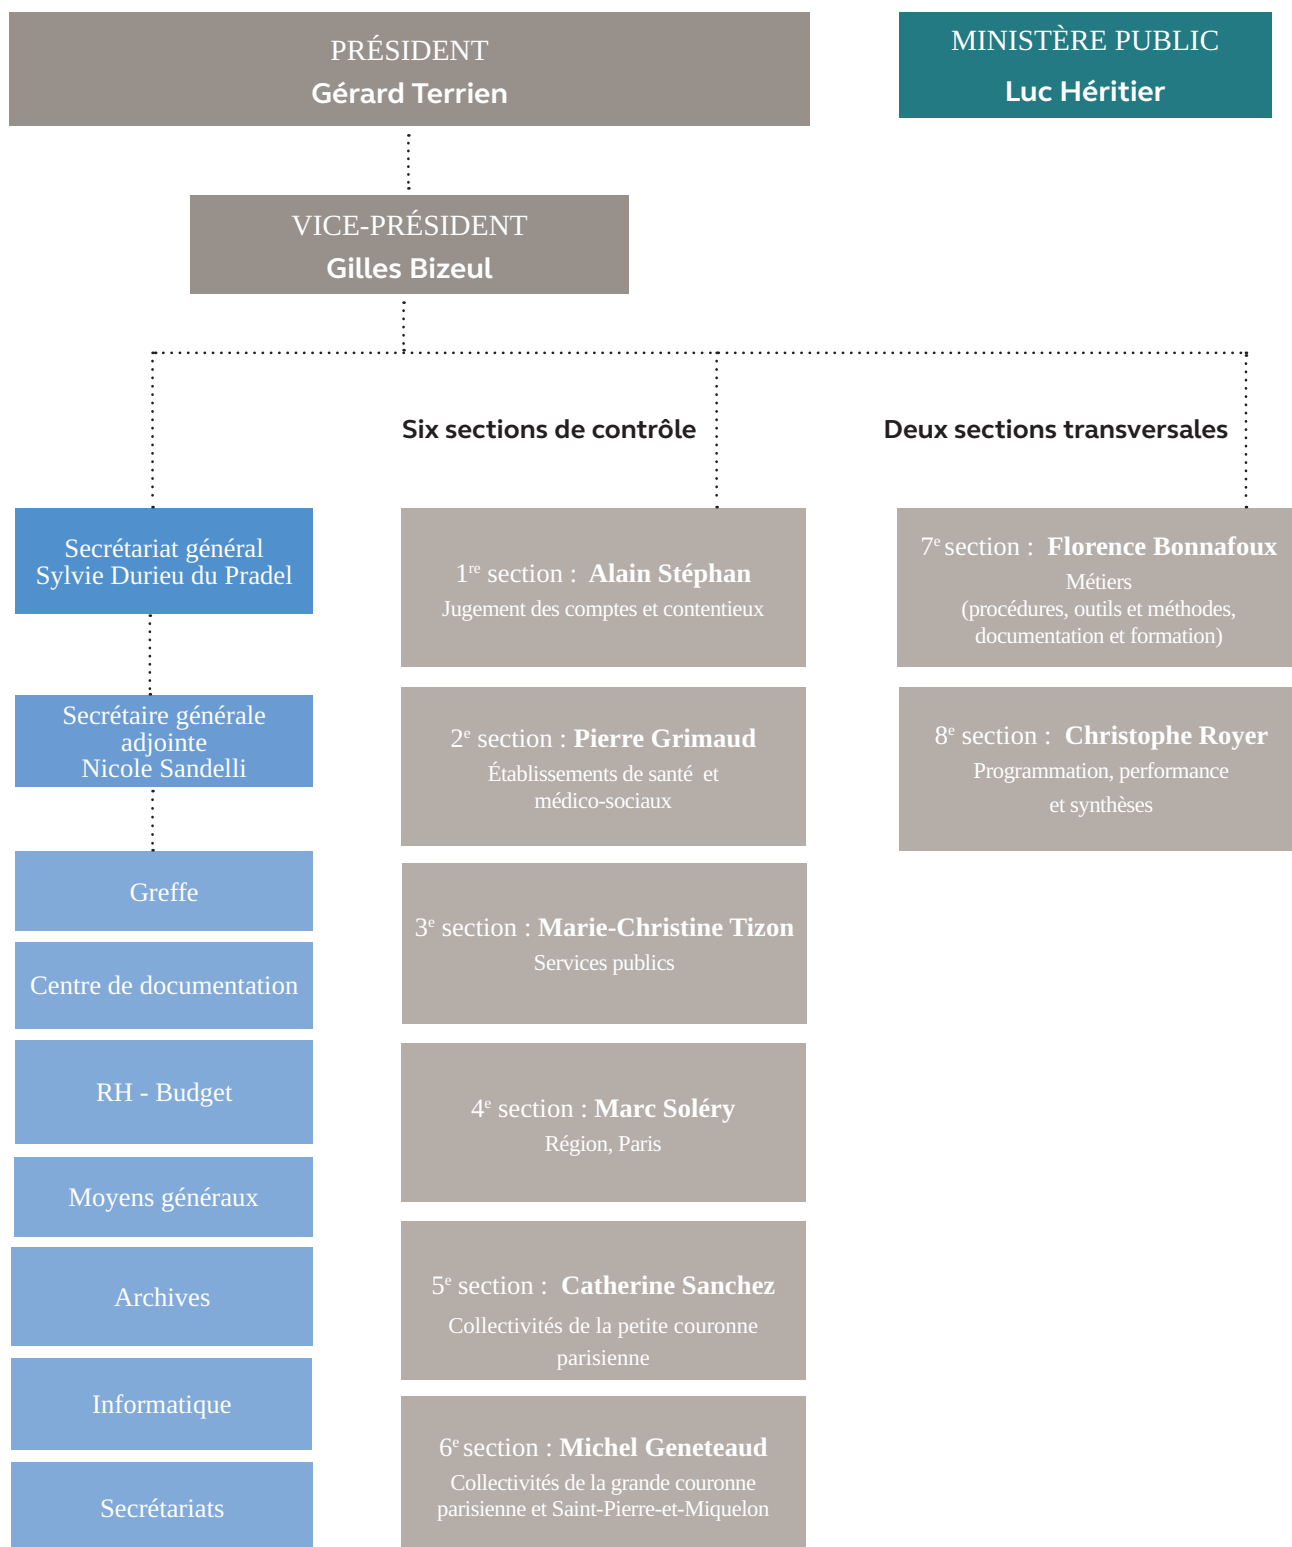 PRÉSIDENT
Gérard Terrien
MINISTÈRE PUBLIC
Luc Héritier
VICE-PRÉSIDENT
Gilles Bizeul
Six sections de contrôle
Deux sections transversales
Secrétariat général
Sylvie Durieu du Pradel
Secrétaire générale
adjointe
Nicole Sandelli
Greffe
Centre de documentation
RH - Budget
Moyens généraux
Archives
Informatique
Secrétariats
1re section : Alain Stéphan
Jugement des comptes et contentieux
2e section : Pierre Grimaud
Établissements de santé et
médico-sociaux
3e section : Marie-Christine Tizon
Services publics
4e section : Marc Soléry
Région, Paris
5e section : Catherine Sanchez
Collectivités de la petite couronne
parisienne
6e section : Michel Geneteaud
Collectivités de la grande couronne
parisienne et Saint-Pierre-et-Miquelon
7e section : Florence Bonnafoux
Métiers
(procédures, outils et méthodes,
documentation et formation)
8e section : Christophe Royer
Programmation, performance
et synthèses